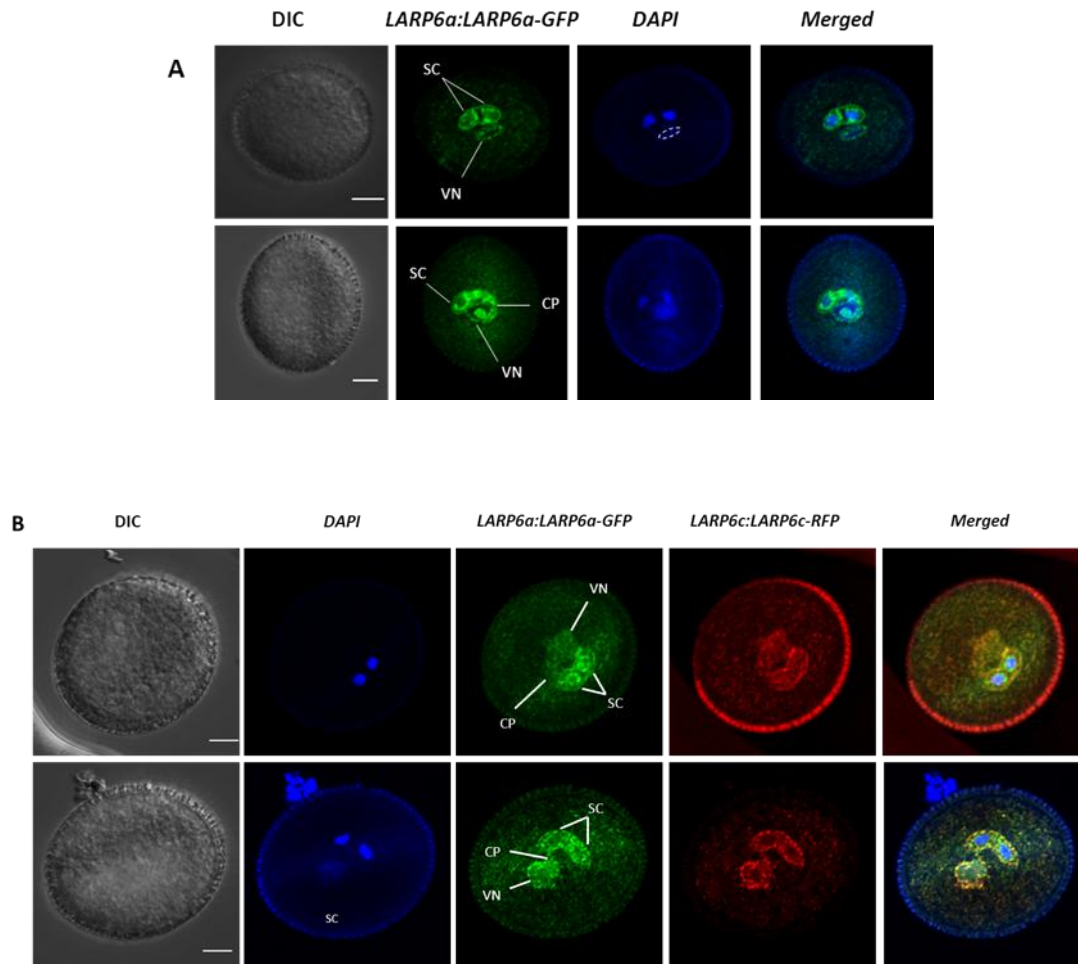 DIC LARP6a:LARP6a-GFP DAPI Merged
A
SC
VN
SC
CP
VN
B
DIC DAPI LARP6a:LARP6a-GFP LARP6c:LARP6c-RFP Merged
VN
CP
SC
SC
CP
VN
SC